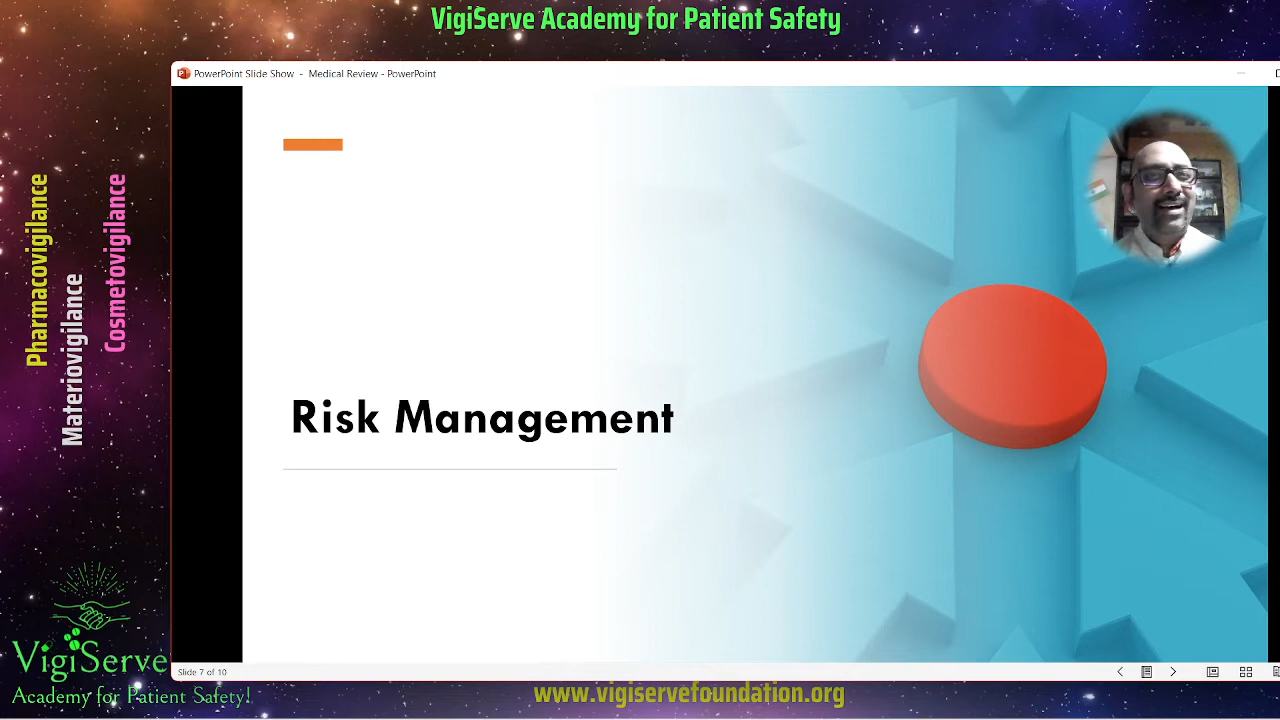 VigiServe Academy for Patient Safety
PowerPoint Slide Show - Medical Review - PowerPoint
Pharmacovigilance
Materiovigilance
Cosmetovigilance
Risk Management
VigiServe
Academy for Patient Safety!
Slide 7 of 10
www.vigiservefoundation.org